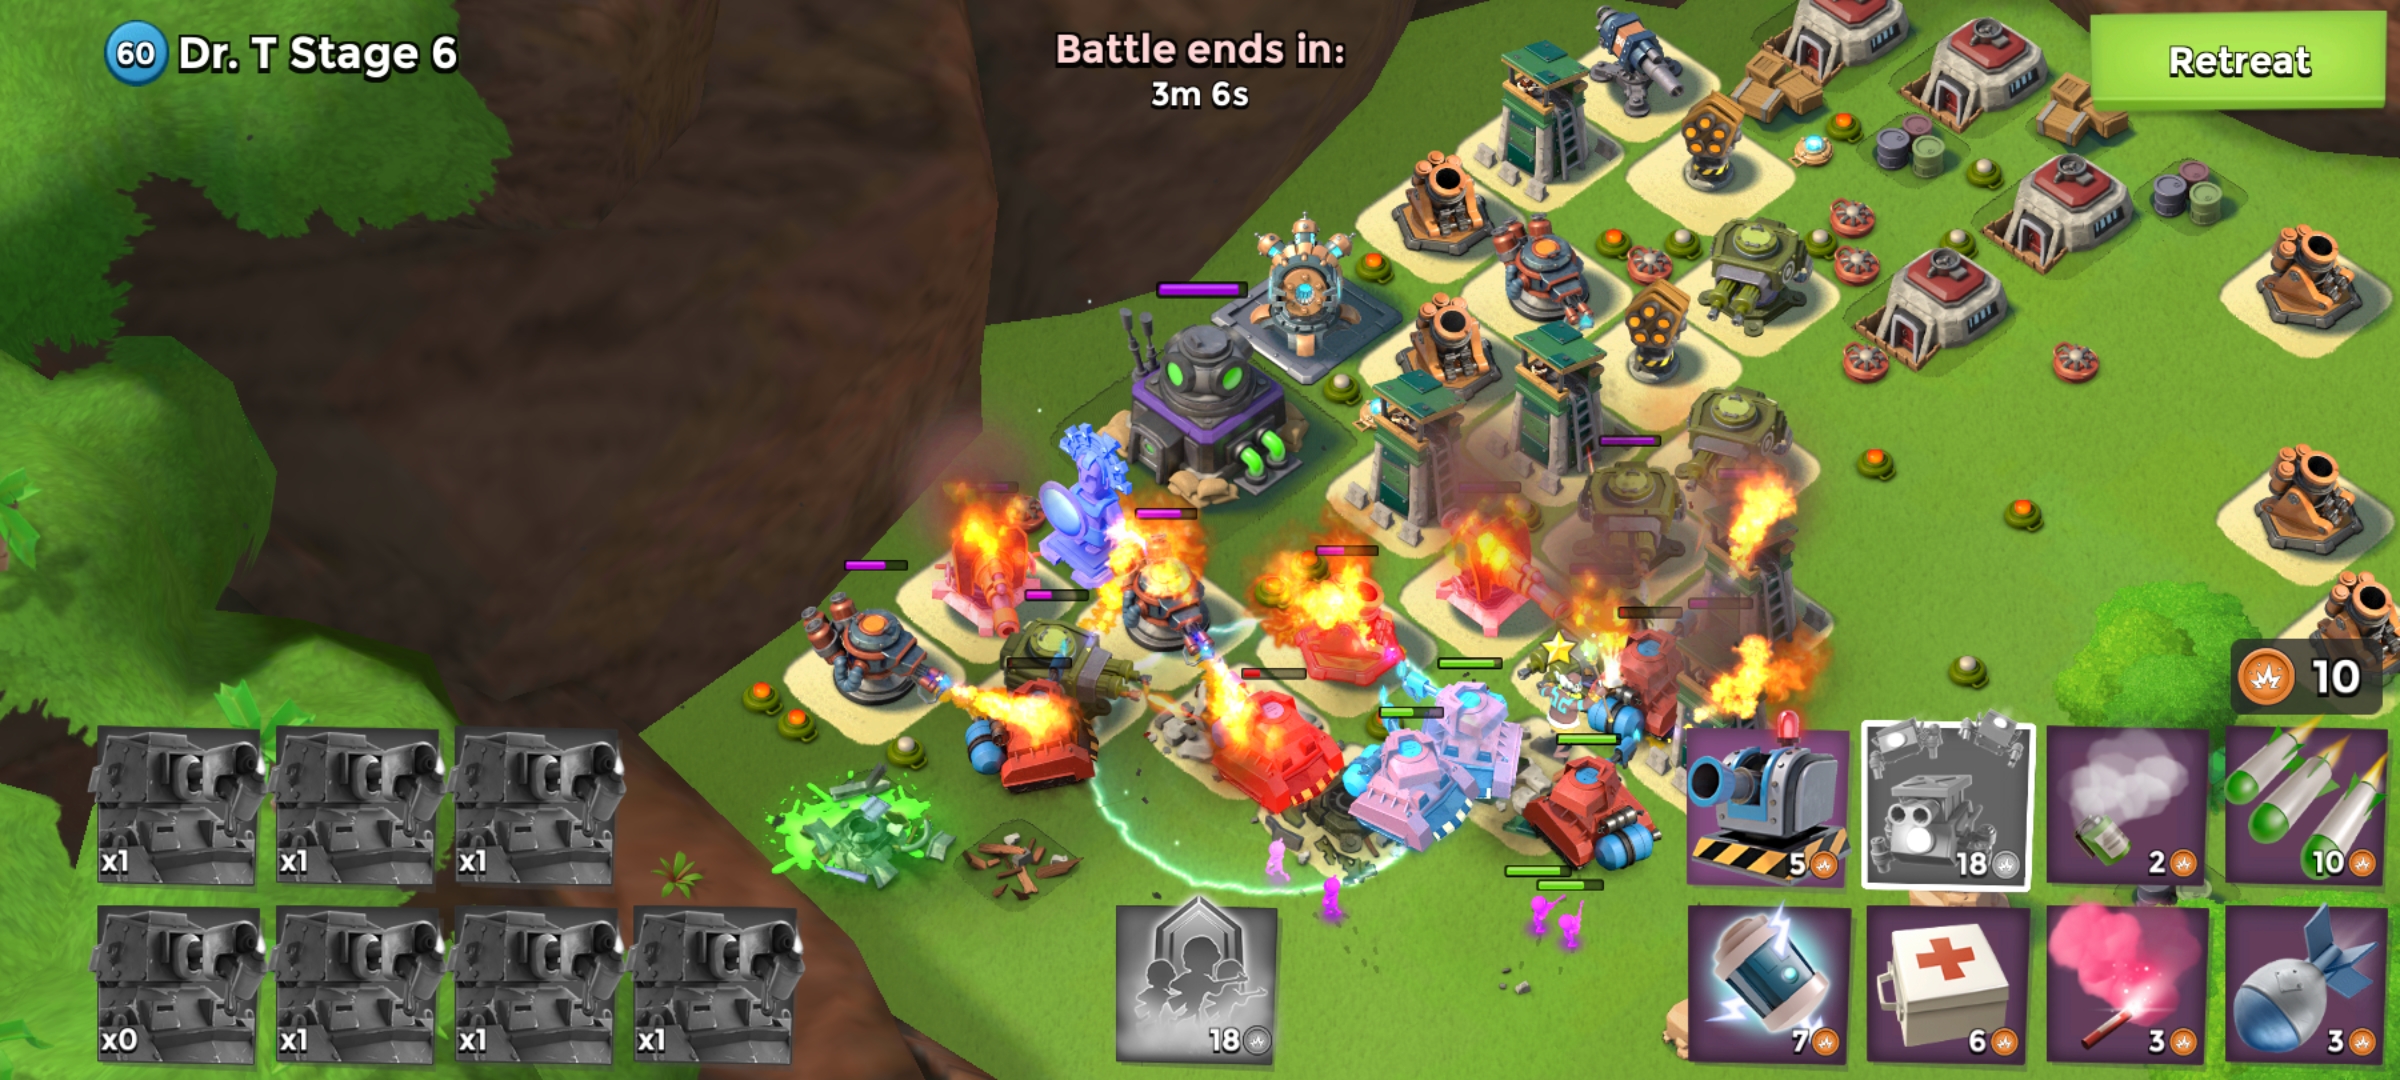 60 Dr. T Stage 6
Battle ends in:
3m 6s
Retreat
10
x1 x1 x1
5 18 2 10
x0 x1 x1 x1
18
7 6 3 3